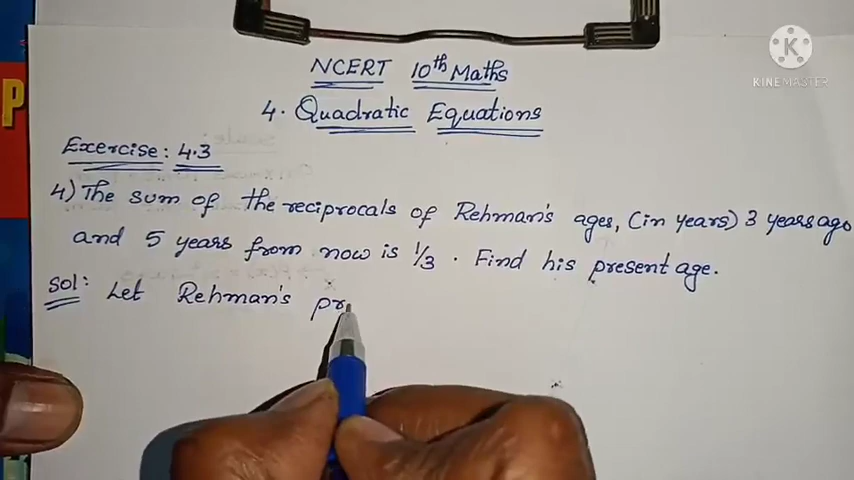 KINEMASTER
NCERT 10th Maths
4. Quadratic Equations
Exercise: 4.3
4) The sum of the reciprocals of Rehman's ages, (in years) 3 years ago
and 5 years from now is 1/3. Find his present age.
Sol: Let Rehman's pr